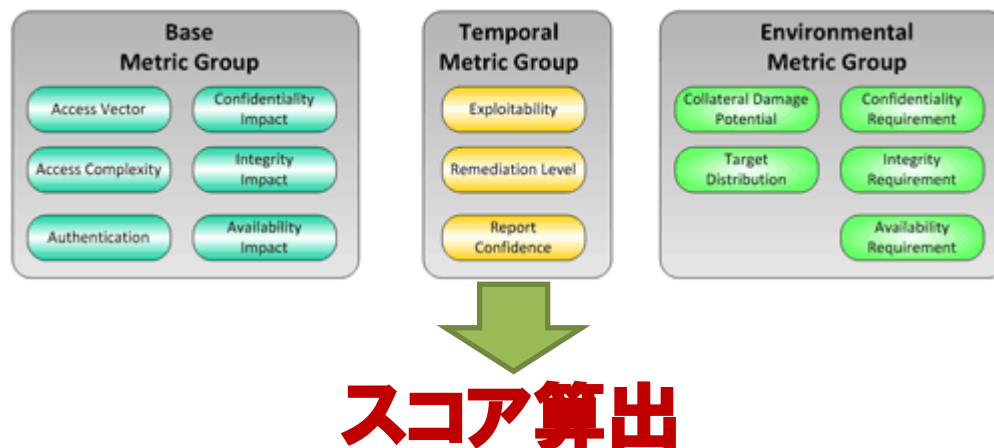 Base
Metric Group
Access Vector
Confidentiality
Impact
Access Complexity
Integrity
Impact
Authentication
Availability
Impact
Temporal
Metric Group
Exploitability
Remediation Level
Report
Confidence
Environmental
Metric Group
Collateral Damage
Potential
Confidentiality
Requirement
Target
Distribution
Integrity
Requirement
Availability
Requirement
スコア算出